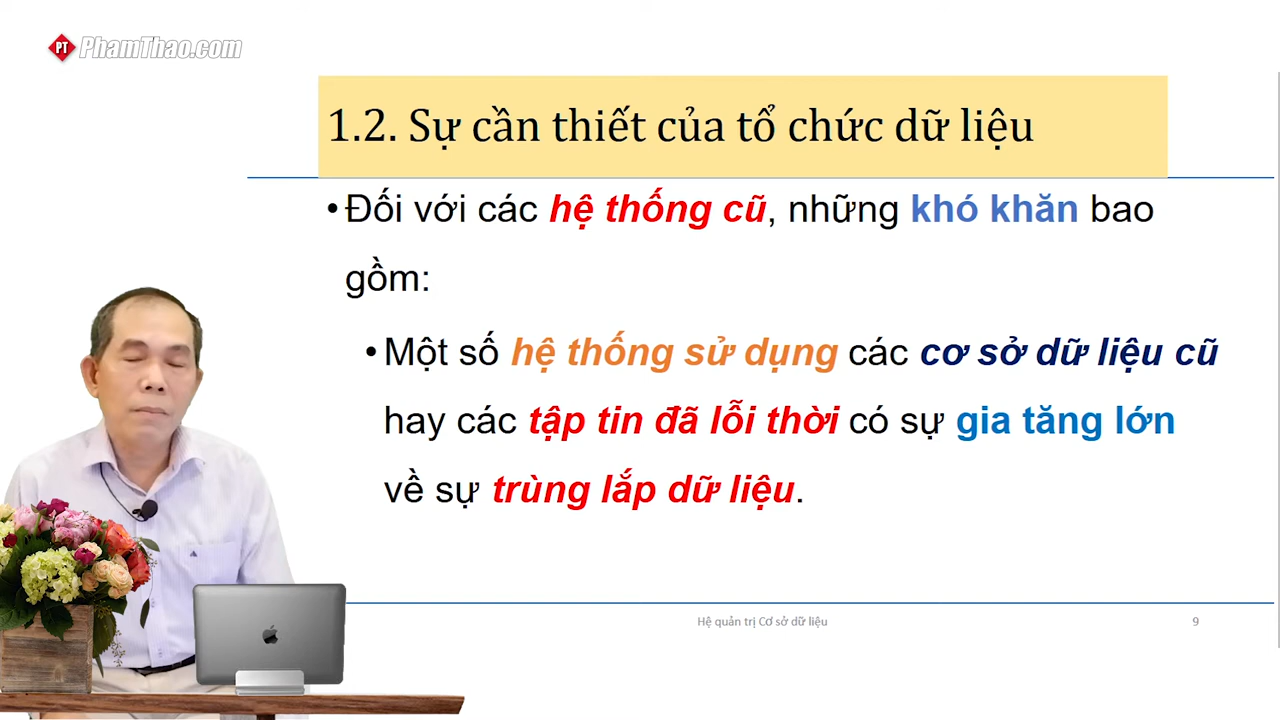 PT PhamThao.com
1.2. Sự cần thiết của tổ chức dữ liệu
•Đối với các hệ thống cũ, những khó khăn bao
gồm:
•Một số hệ thống sử dụng các cơ sở dữ liệu cũ
hay các tập tin đã lỗi thời có sự gia tăng lớn
về sự trùng lắp dữ liệu.
Hệ quản trị Cơ sở dữ liệu
9